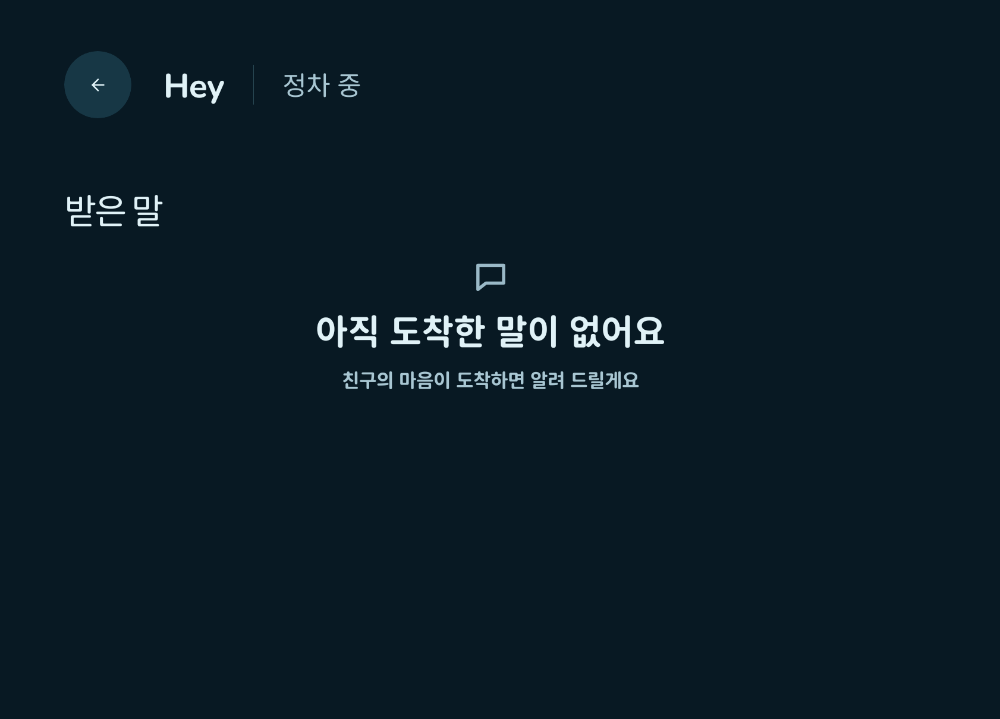 Hey 정차 중
받은 말
아직 도착한 말이 없어요
친구의 마음이 도착하면 알려 드릴게요